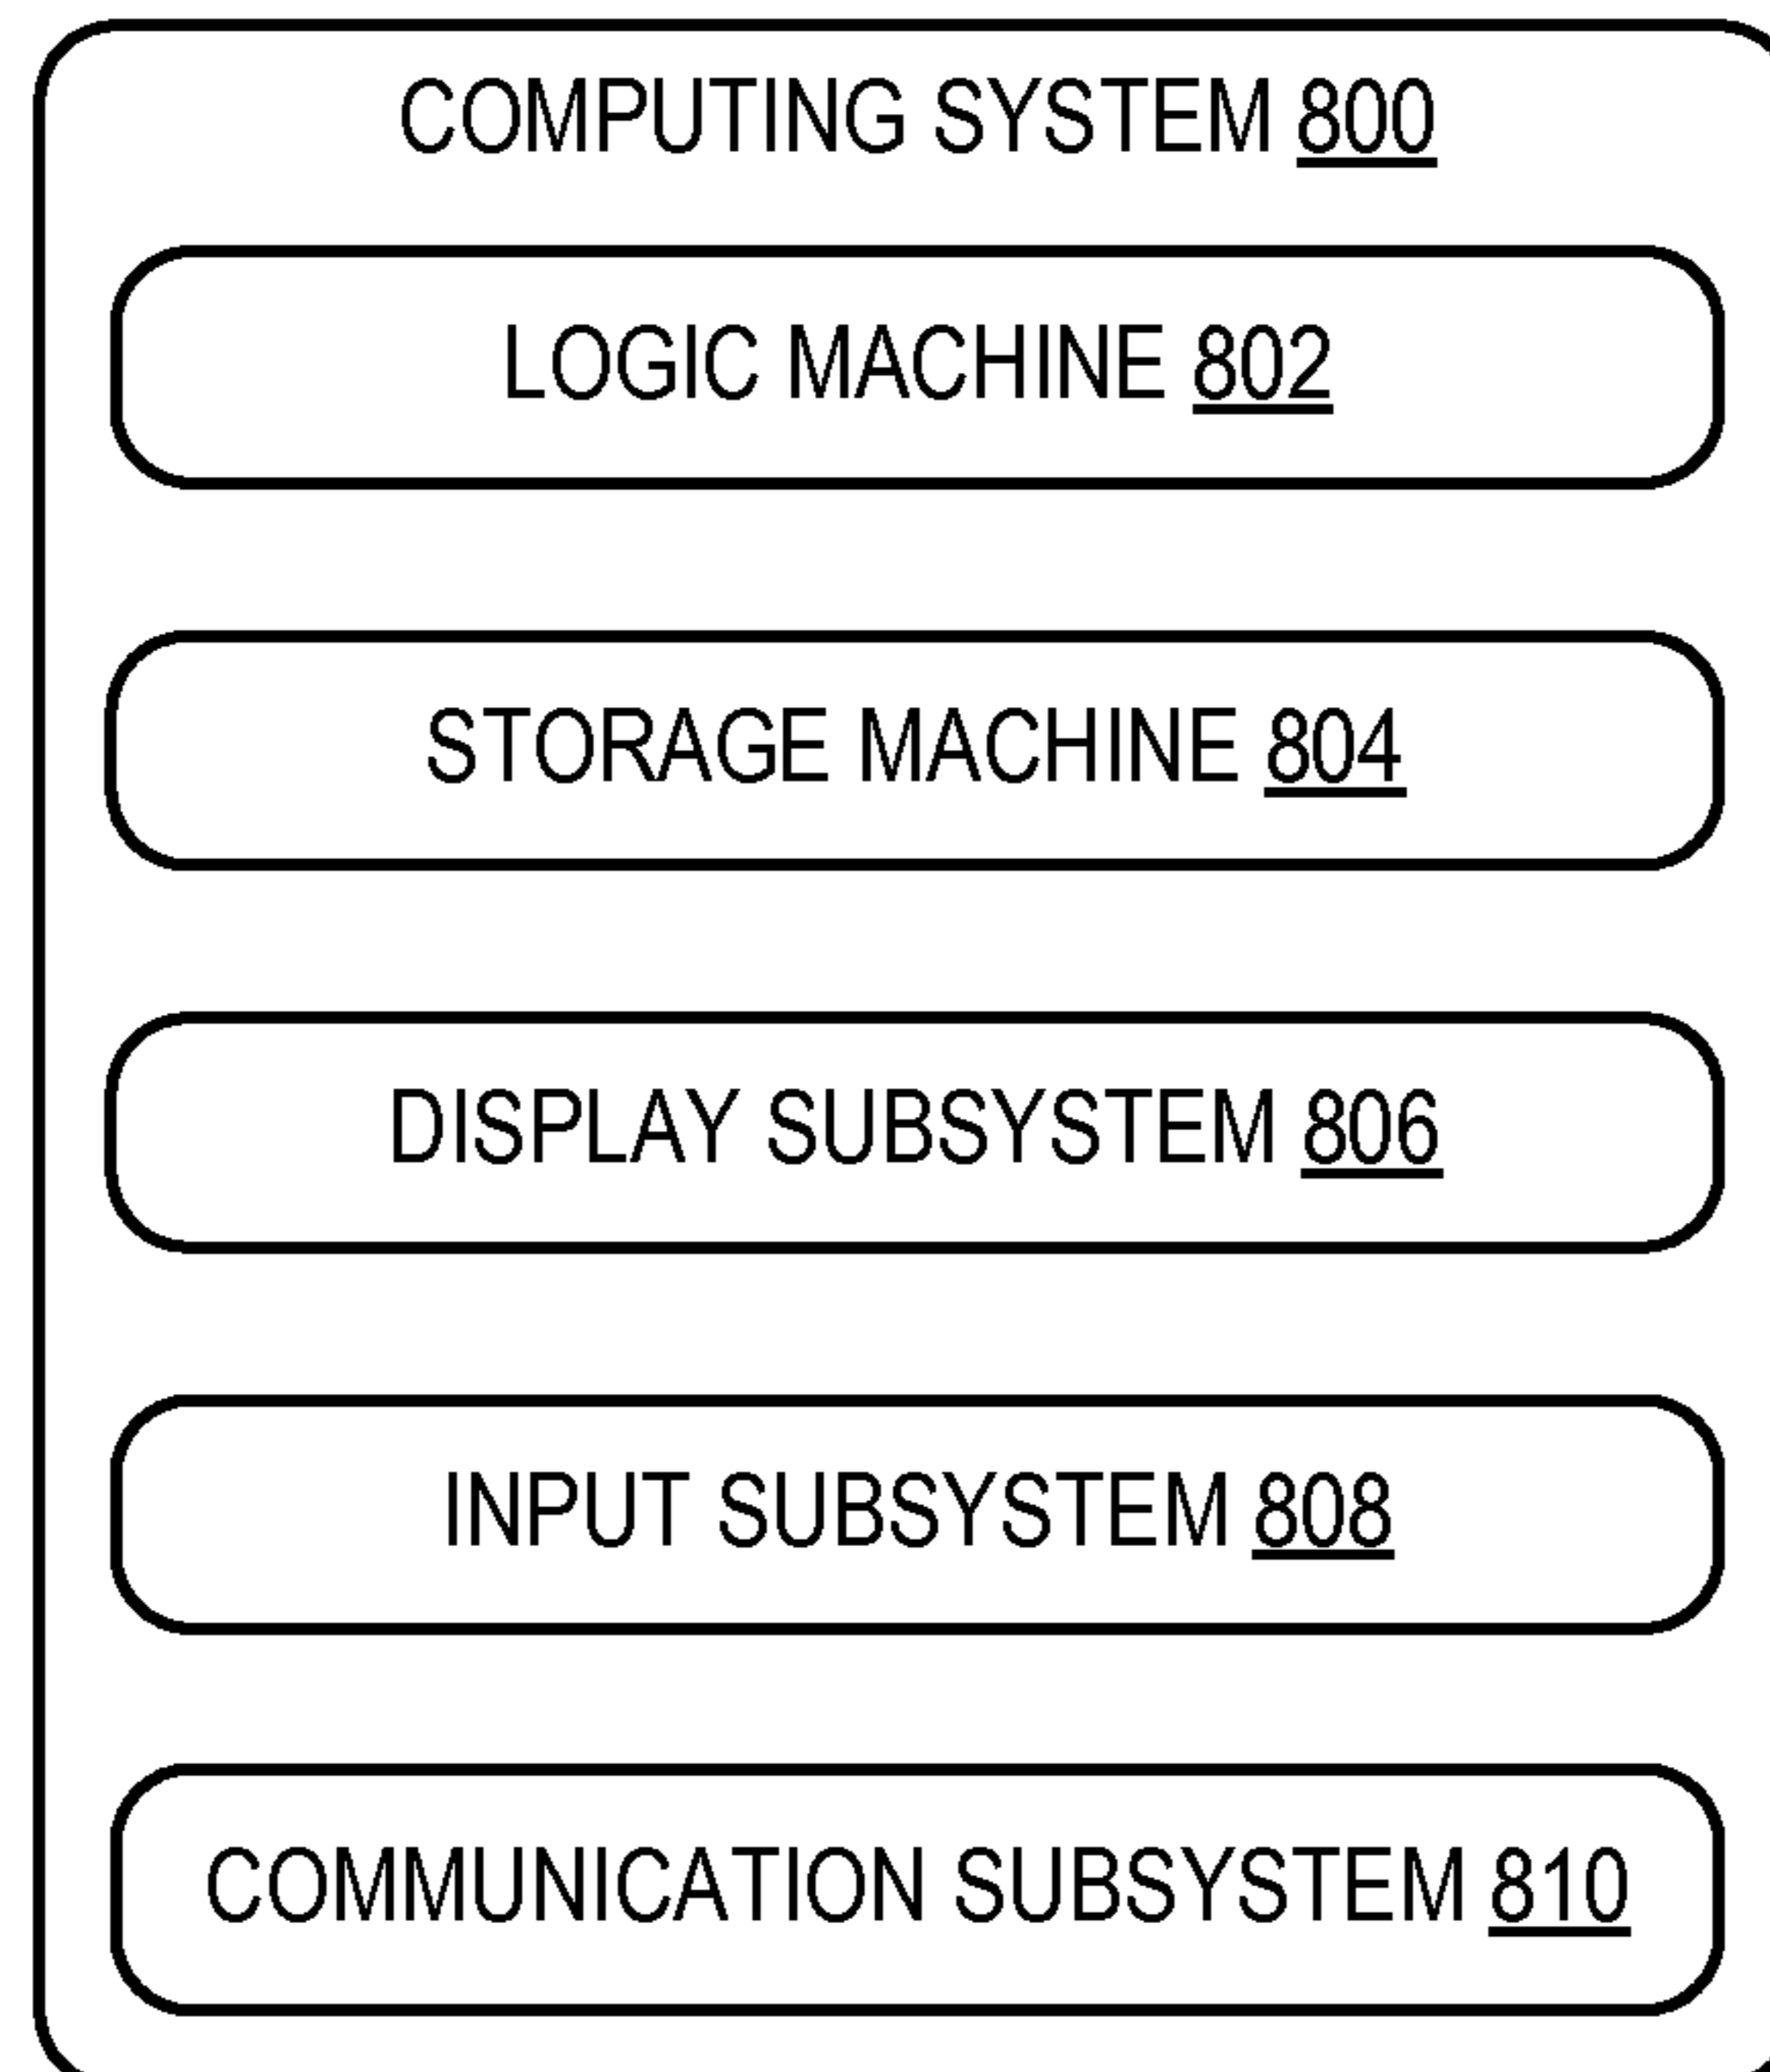 COMPUTING SYSTEM 800
LOGIC MACHINE 802
STORAGE MACHINE 804
DISPLAY SUBSYSTEM 806
INPUT SUBSYSTEM 808
COMMUNICATION SUBSYSTEM 810